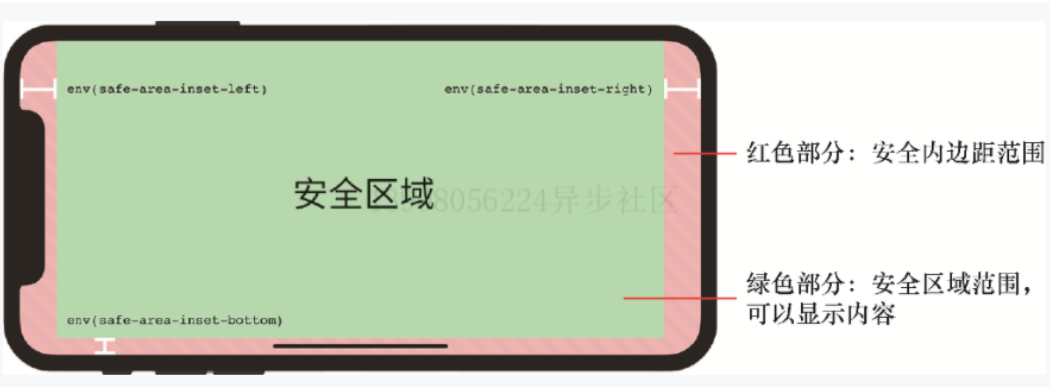 env(safe-area-inset-left)
env(safe-area-inset-right)
红色部分：安全内边距范围
安全区域
8056224异步社区
绿色部分：安全区域范围，
可以显示内容
env(safe-area-inset-bottom)